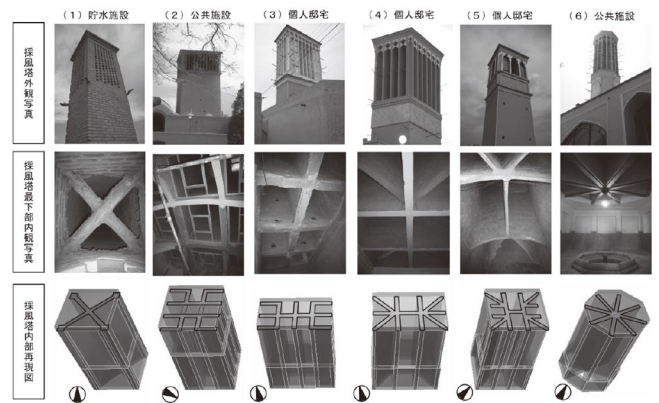 (1)貯水施設
(2)公共施設
(3)個人邸宅
(4)個人邸宅
(5)個人邸宅
(6)公共施設
採風塔外観写真
採風塔最下部内観写真
採風塔内部再現図